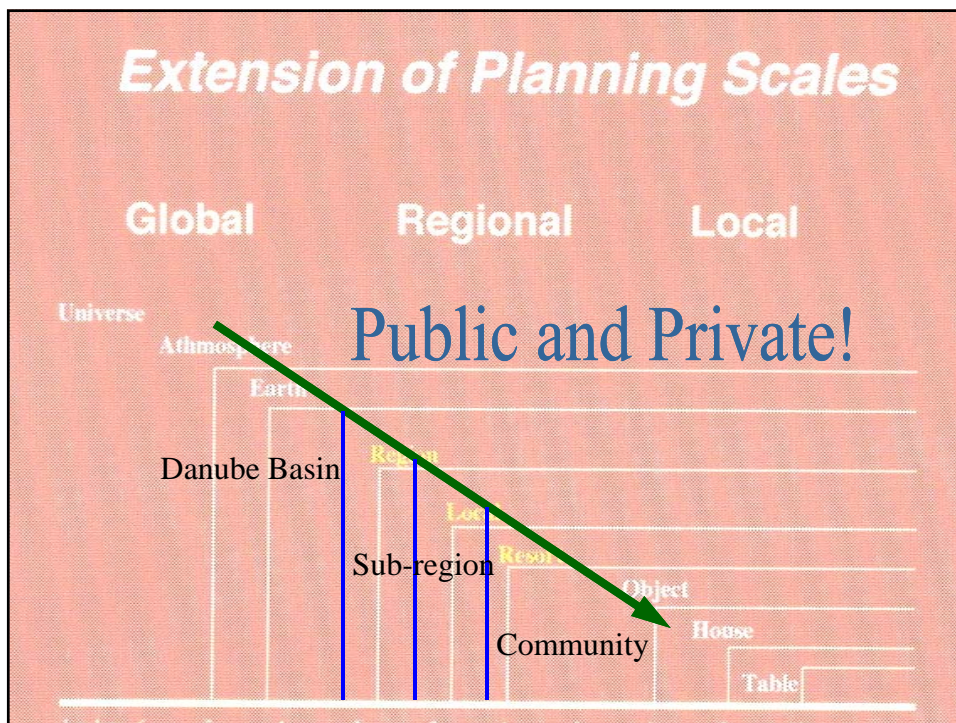 Extension of Planning Scales
Global Regional Local
Universe
Public and Private!
Athmosphere
Earth
Region
Danube Basin
Local
Resort
Sub-region
Object
House
Community
Table